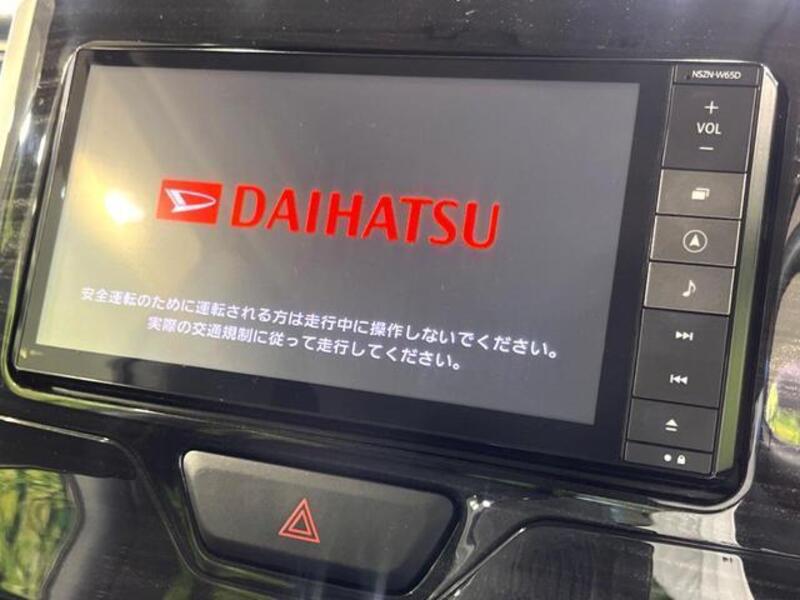 NSZN-W65D
+
VOL
−
DAIHATSU
安全運転のために運転される方は走行中に操作しないでください。
実際の交通規制に従って走行してください。